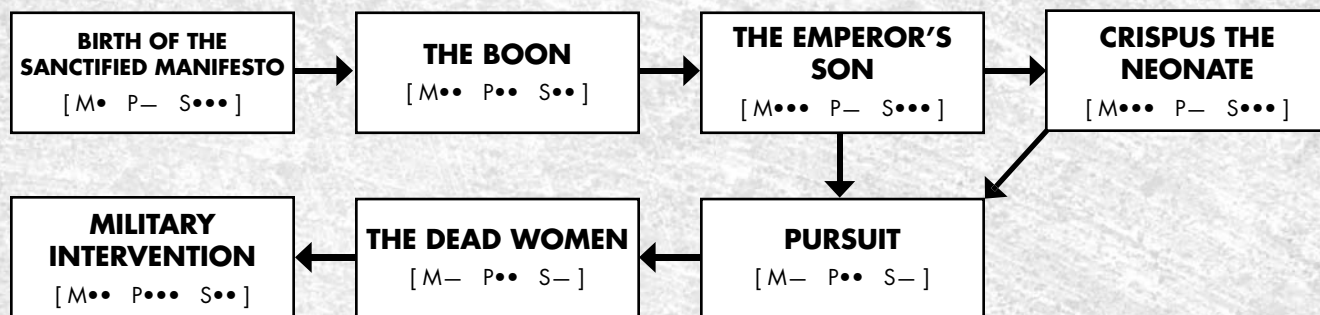 BIRTH OF THE
SANCTIFIED MANIFESTO
[ M• P— S••• ]
THE BOON
[ M•• P•• S•• ]
THE EMPEROR'S
SON
[ M••• P— S••• ]
CRISPUS THE
NEONATE
[ M••• P— S••• ]
MILITARY
INTERVENTION
[ M•• P••• S•• ]
THE DEAD WOMEN
[ M— P•• S— ]
PURSUIT
[ M— P•• S— ]